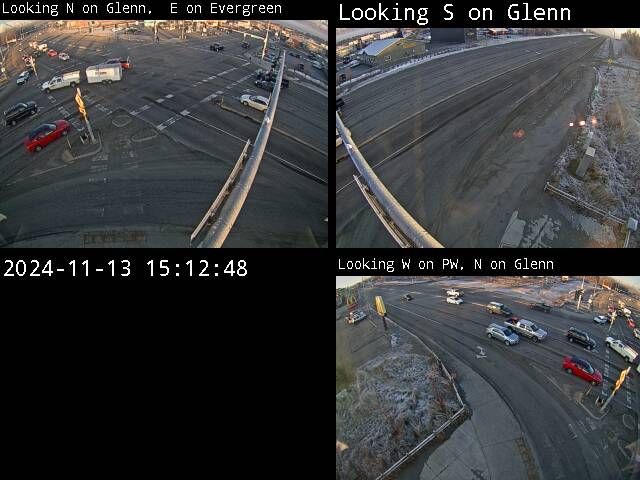 Looking N on Glenn,  E on Evergreen
Looking S on Glenn
2024-11-13 15:12:48
Looking W on PW, N on Glenn